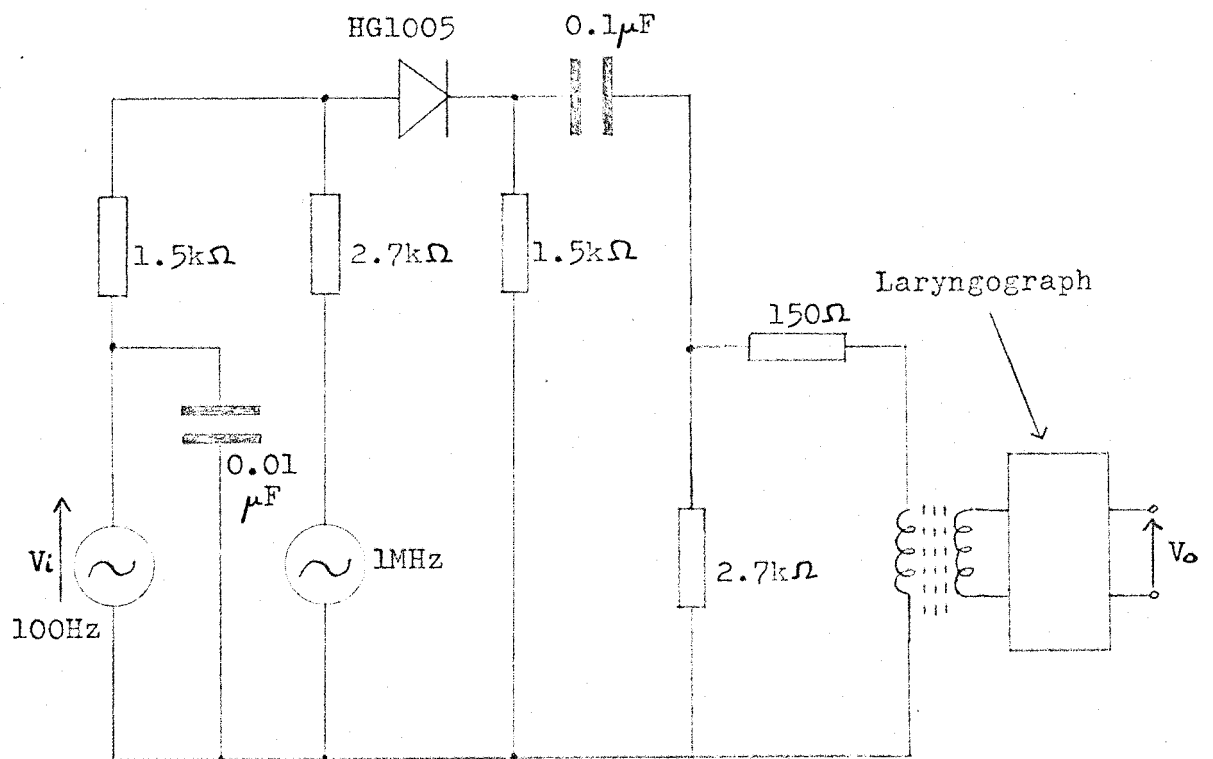 HG1005
0.1μF
1.5kΩ
2.7kΩ
1.5kΩ
Laryngograph
150Ω
0.01
μF
Vi
100Hz
1MHz
2.7kΩ
Vo